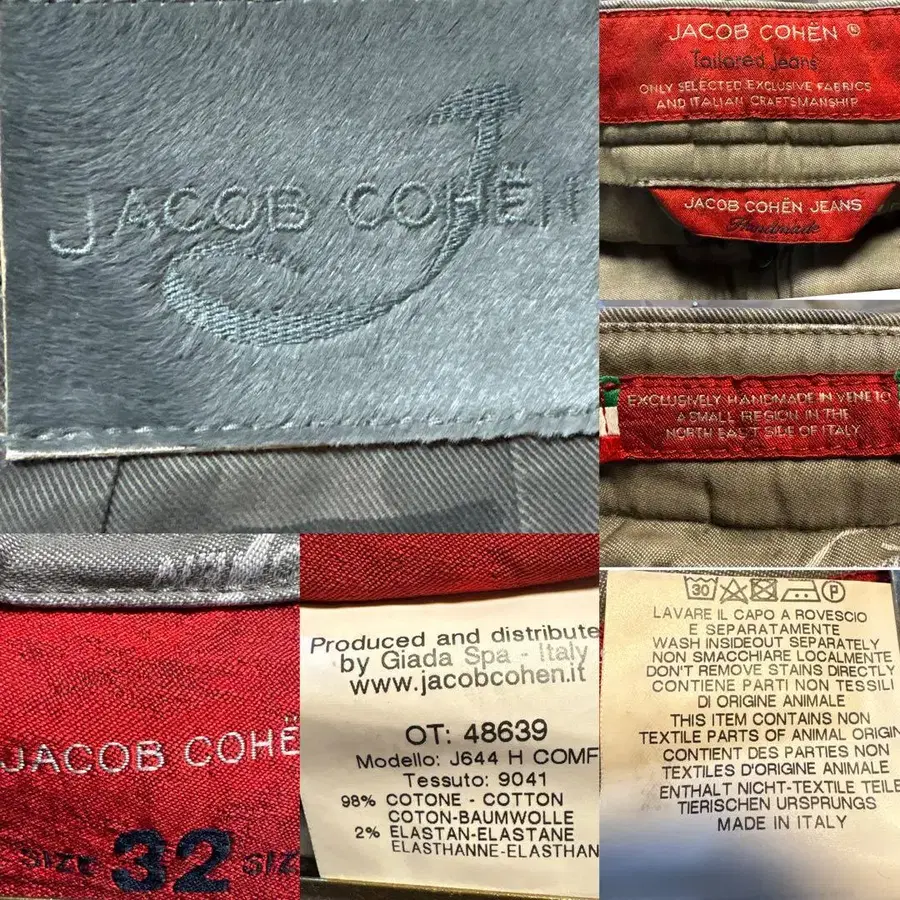 JACOB COHËN
JACOB COHËN ®
Tailored Jeans
ONLY SELECTED EXCLUSIVE FABRICS
AND ITALIAN CRAFTSMANSHIP
JACOB COHËN JEANS
Handmade
EXCLUSIVELY HANDMADE IN VENETO
A SMALL REGION IN THE
NORTH EAST SIDE OF ITALY
JACOB COHË
SIZE 32 SIZ
Produced and distribute
by Giada Spa - Italy
www.jacobcohen.it
OT: 48639
Modello: J644 H COMF
Tessuto: 9041
98% COTONE - COTTON
COTON-BAUMWOLLE
2% ELASTAN-ELASTANE
ELASTHANNE-ELASTHAN
30 P
LAVARE IL CAPO A ROVESCIO
E SEPARATAMENTE
WASH INSIDEOUT SEPARATELY
NON SMACCHIARE LOCALMENTE
DON'T REMOVE STAINS DIRECTLY
CONTIENE PARTI NON TESSILI
DI ORIGINE ANIMALE
THIS ITEM CONTAINS NON
TEXTILE PARTS OF ANIMAL ORIGIN
CONTIENT DES PARTIES NON
TEXTILES D'ORIGINE ANIMALE
ENTHALT NICHT-TEXTILE TEILE
TIERISCHEN URSPRUNGS
MADE IN ITALY